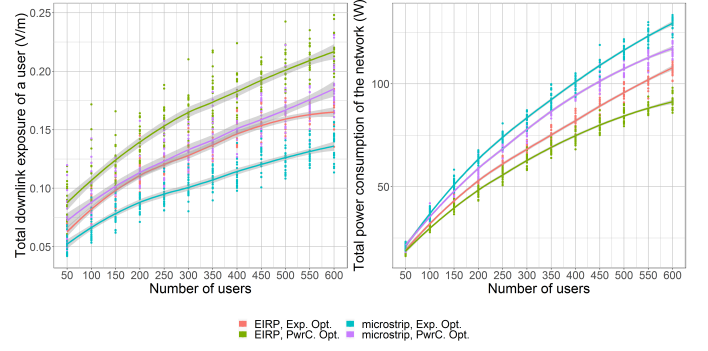 Total downlink exposure of a user (V/m)
0.25
0.20
0.15
0.10
0.05
50 100 150 200 250 300 350 400 450 500 550 600
Number of users
Total power consumption of the network (W)
100
50
50 100 150 200 250 300 350 400 450 500 550 600
Number of users
EIRP, Exp. Opt.
EIRP, PwrC. Opt.
microstrip, Exp. Opt.
microstrip, PwrC. Opt.